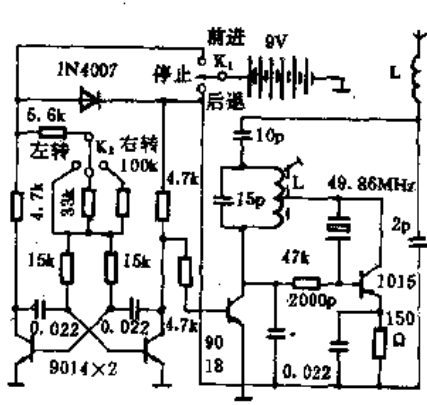 前进
9V
1N4007
停止
K₁
后退
L
5.6k
10p
左转
K₂
右转
100k
4.7k
4.7k
33k
15p
L
49.86MHz
2p
15k
15k
47k
2000p
1015
4.7k
150
Ω
0.022
0.022
90
18
0.022
9014×2